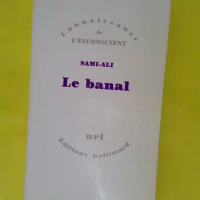 Connaissance
de
L'INCONSCIENT
SAMI-ALI
Le banal
nrf
Éditions Gallimard